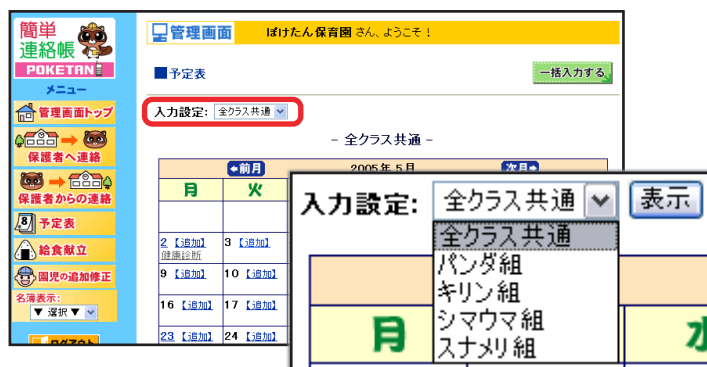 簡単
連絡帳
POKETAN
メニュー
管理画面トップ
保護者へ連絡
保護者からの連絡
8 予定表
給食献立
園児の追加修正
名簿表示:
▼ 選択 ▼
ログアウト
管理画面
ぽけたん保育園 さん、ようこそ！
■予定表
一括入力する
入力設定: 全クラス共通
− 全クラス共通 −
前月 2005年 5月 次月
月 火
2 【追加】 3 【追加】
健康診断
9 【追加】 10 【追加】
16 【追加】 17 【追加】
23 【追加】 24 【追加】
入力設定: 全クラス共通 表示
全クラス共通
パンダ組
キリン組
シマウマ組
スナメリ組
月 水